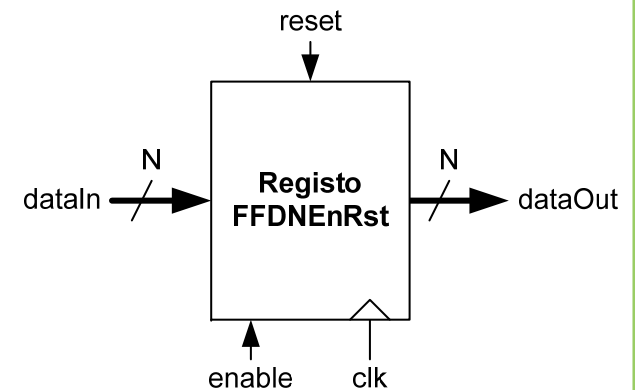 reset
N
N
dataIn
Registo
FFDNEnRst
dataOut
enable
clk